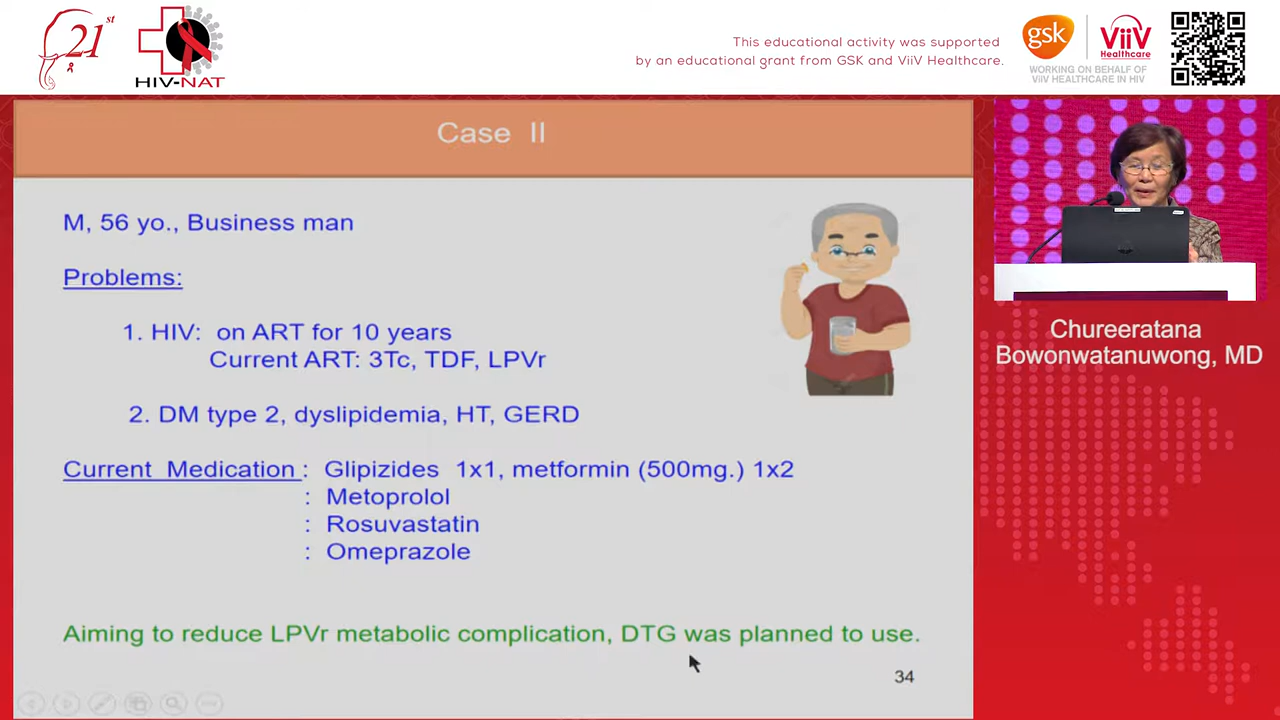 21st
HIV-NAT
This educational activity was supported
by an educational grant from GSK and ViiV Healthcare.
gsk
ViiV
Healthcare
WORKING ON BEHALF OF
ViiV HEALTHCARE IN HIV
Case II
M, 56 yo., Business man
Problems:
1. HIV: on ART for 10 years
Current ART: 3Tc, TDF, LPVr
2. DM type 2, dyslipidemia, HT, GERD
Current Medication : Glipizides 1x1, metformin (500mg.) 1x2
: Metoprolol
: Rosuvastatin
: Omeprazole
Aiming to reduce LPVr metabolic complication, DTG was planned to use.
34
Chureeratana
Bowonwatanuwong, MD